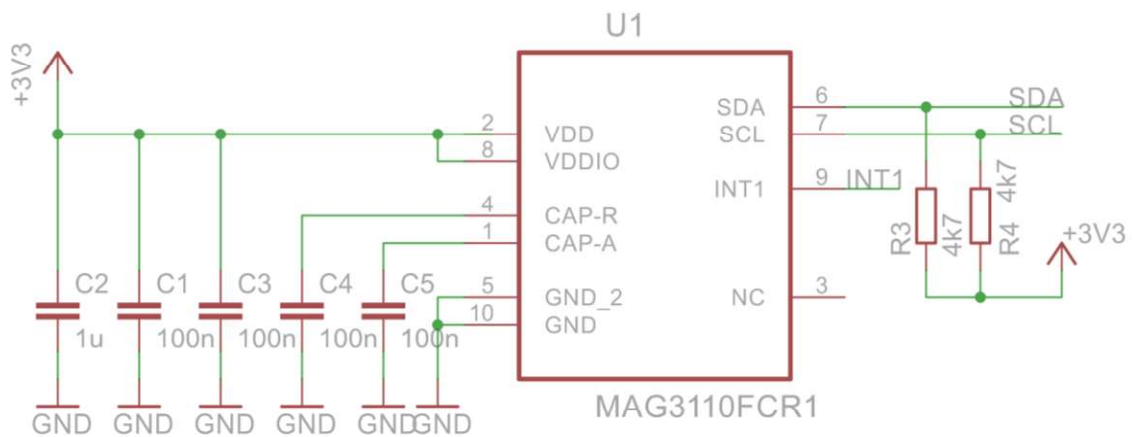 U1
+3V3
SDA 6 SDA
2 VDD SCL 7 SCL
8 VDDIO
INT1 9 INT1
4k7
4 CAP-R
1 CAP-A
R3 4k7 R4 +3V3
C2 C1 C3 C4 C5
5 GND_2 NC 3
10 GND
1u 100n 100n 100n 100n
GND GND GND GND GND GND
MAG3110FCR1